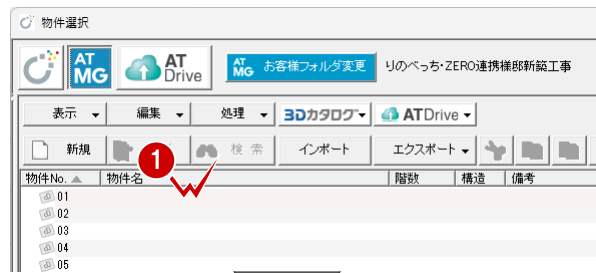 物件選択
AT MG
AT Drive
AT MG お客様フォルダ変更
りのべっち・ZERO連携様邸新築工事
表示
編集
処理
3Dカタログ
ATDrive
新規
検索
インポート
エクスポート
1
物件No.
物件名
階数
構造
備考
01
02
03
04
05